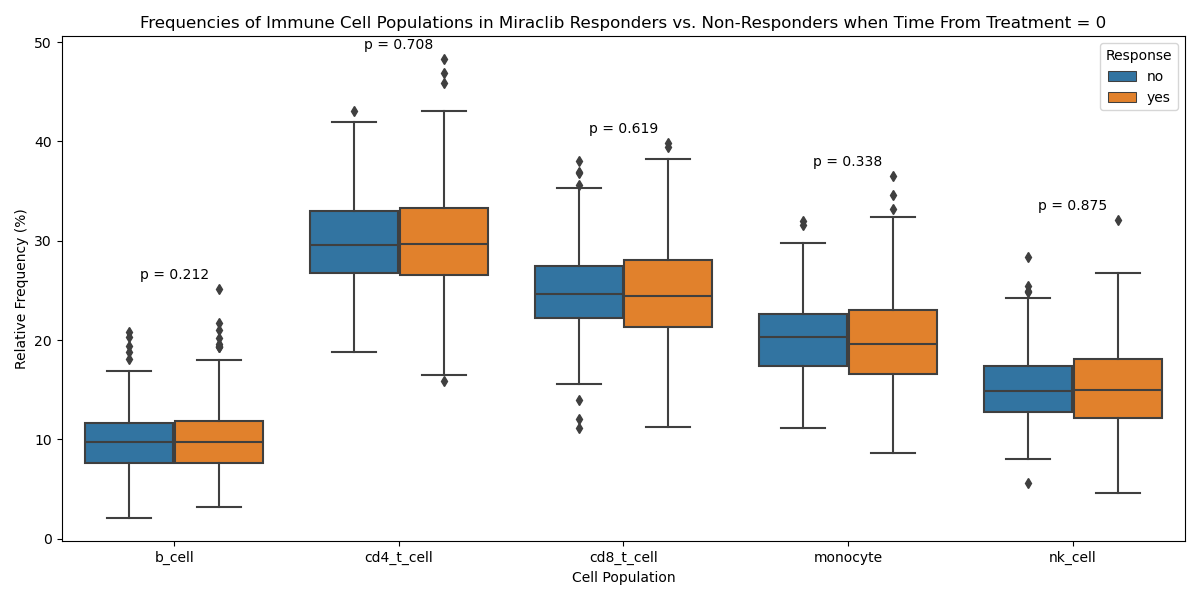 Frequencies of Immune Cell Populations in Miraclib Responders vs. Non-Responders when Time From Treatment = 0
Relative Frequency (%)
50
40
30
20
10
0
p = 0.212
p = 0.708
p = 0.619
p = 0.338
p = 0.875
Response
no
yes
b_cell
cd4_t_cell
cd8_t_cell
monocyte
nk_cell
Cell Population